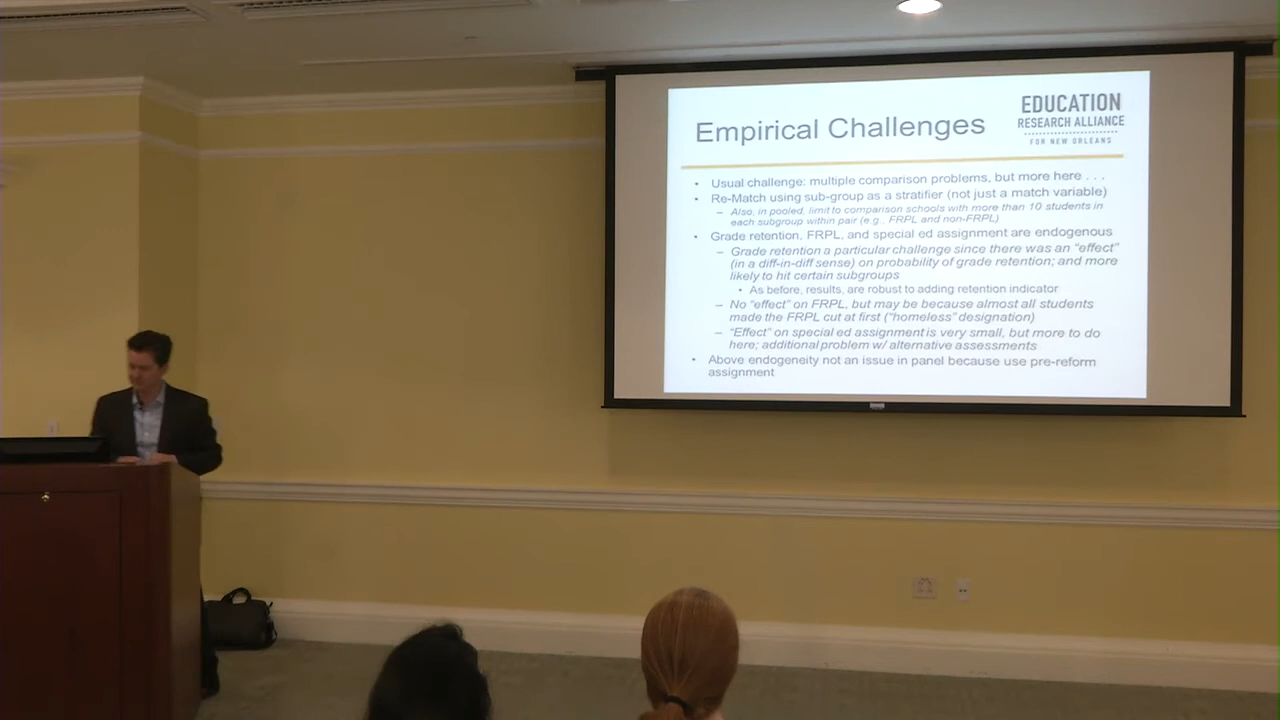 Empirical Challenges
EDUCATION
RESEARCH ALLIANCE
FOR NEW ORLEANS
• Usual challenge: multiple comparison problems, but more here . . .
• Re-Match using sub-group as a stratifier (not just a match variable)
– Also, in pooled, limit to comparison schools with more than 10 students in
each subgroup within pair (e.g., FRPL and non-FRPL)
• Grade retention, FRPL, and special ed assignment are endogenous
– Grade retention a particular challenge since there was an “effect”
(in a diff-in-diff sense) on probability of grade retention; and more
likely to hit certain subgroups
• As before, results, are robust to adding retention indicator
– No “effect” on FRPL, but may be because almost all students
made the FRPL cut at first (“homeless” designation)
– “Effect” on special ed assignment is very small, but more to do
here; additional problem w/ alternative assessments
• Above endogeneity not an issue in panel because use pre-reform
assignment